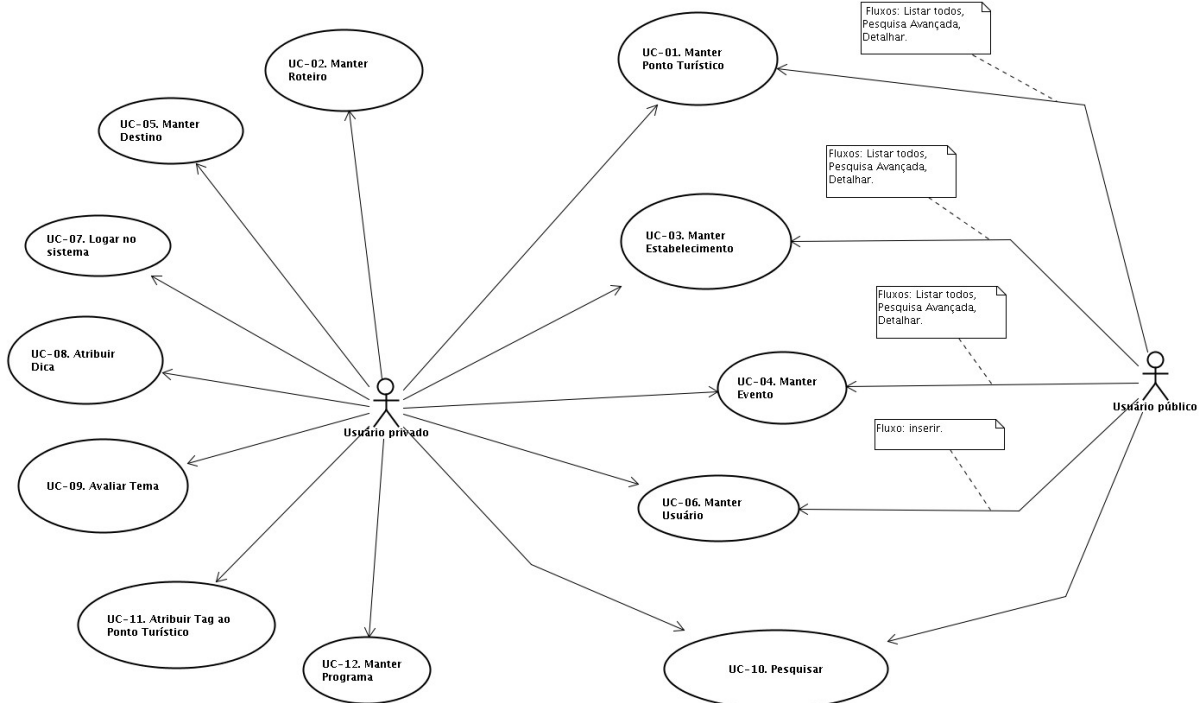 Fluxos: Listar todos,
Pesquisa Avançada,
Detalhar.
UC-02. Manter
Roteiro
UC-01. Manter
Ponto Turístico
UC-05. Manter
Destino
Fluxos: Listar todos,
Pesquisa Avançada,
Detalhar.
UC-07. Logar no
sistema
UC-03. Manter
Estabelecimento
Fluxos: Listar todos,
Pesquisa Avançada,
Detalhar.
UC-08. Atribuir
Dica
UC-04. Manter
Evento
Usuário público
Usuário privado
Fluxo: inserir.
UC-09. Avaliar Tema
UC-06. Manter
Usuário
UC-11. Atribuir Tag ao
Ponto Turístico
UC-12. Manter
Programa
UC-10. Pesquisar